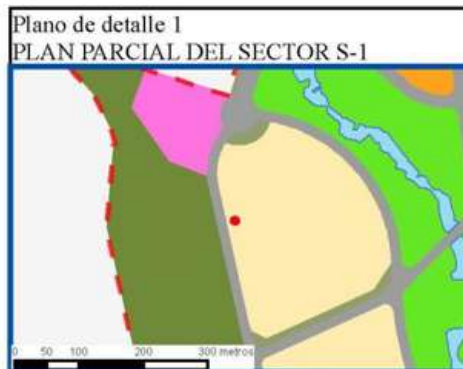 Plano de detalle 1
PLAN PARCIAL DEL SECTOR S-1
0 50 100 200 300 metros